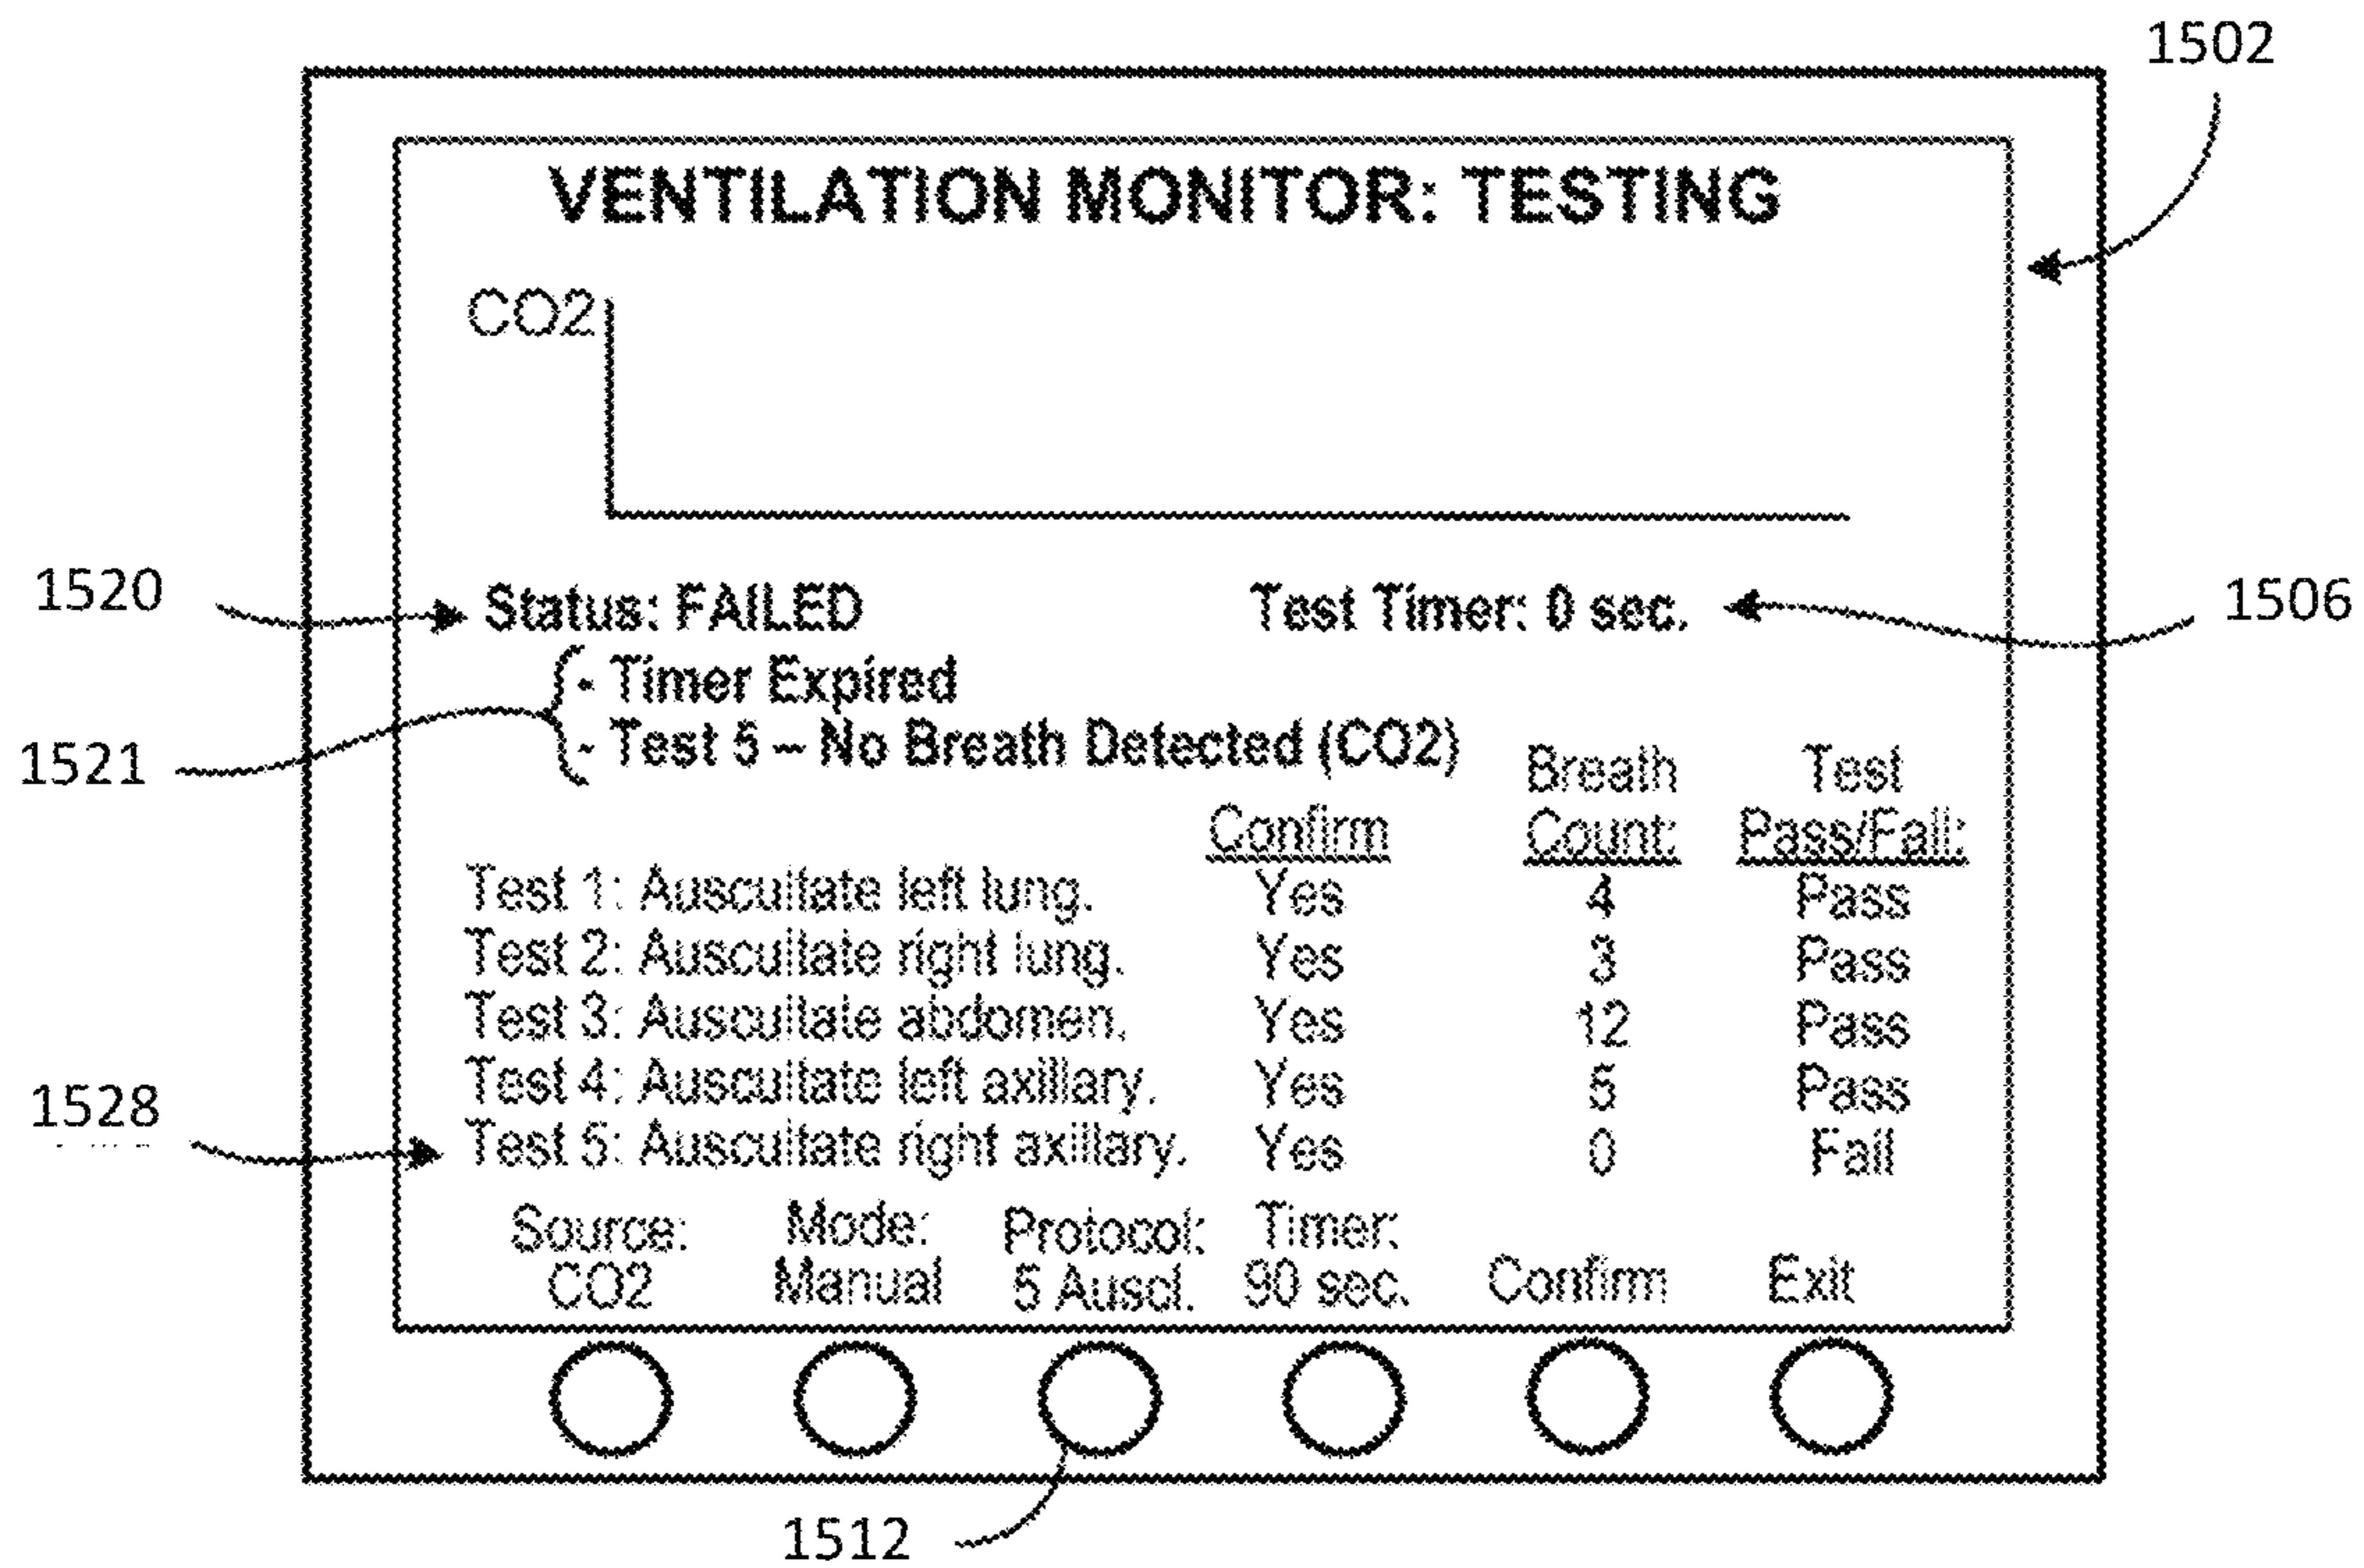 1502
VENTILATION MONITOR: TESTING
CO2
1520
Status: FAILED
Test Timer: 0 sec.
1506
- Timer Expired
- Test 5 – No Breath Detected (CO2)
1521
Confirm
Breath Count:
Test Pass/Fail:
Test 1: Auscultate left lung. Yes 4 Pass
Test 2: Auscultate right lung. Yes 3 Pass
Test 3: Auscultate abdomen. Yes 12 Pass
Test 4: Auscultate left axillary. Yes 5 Pass
1528
Test 5: Auscultate right axillary. Yes 0 Fail
Source: Mode: Protocol: Timer:
CO2 Manual 5 Auscl. 90 sec. Confirm Exit
1512